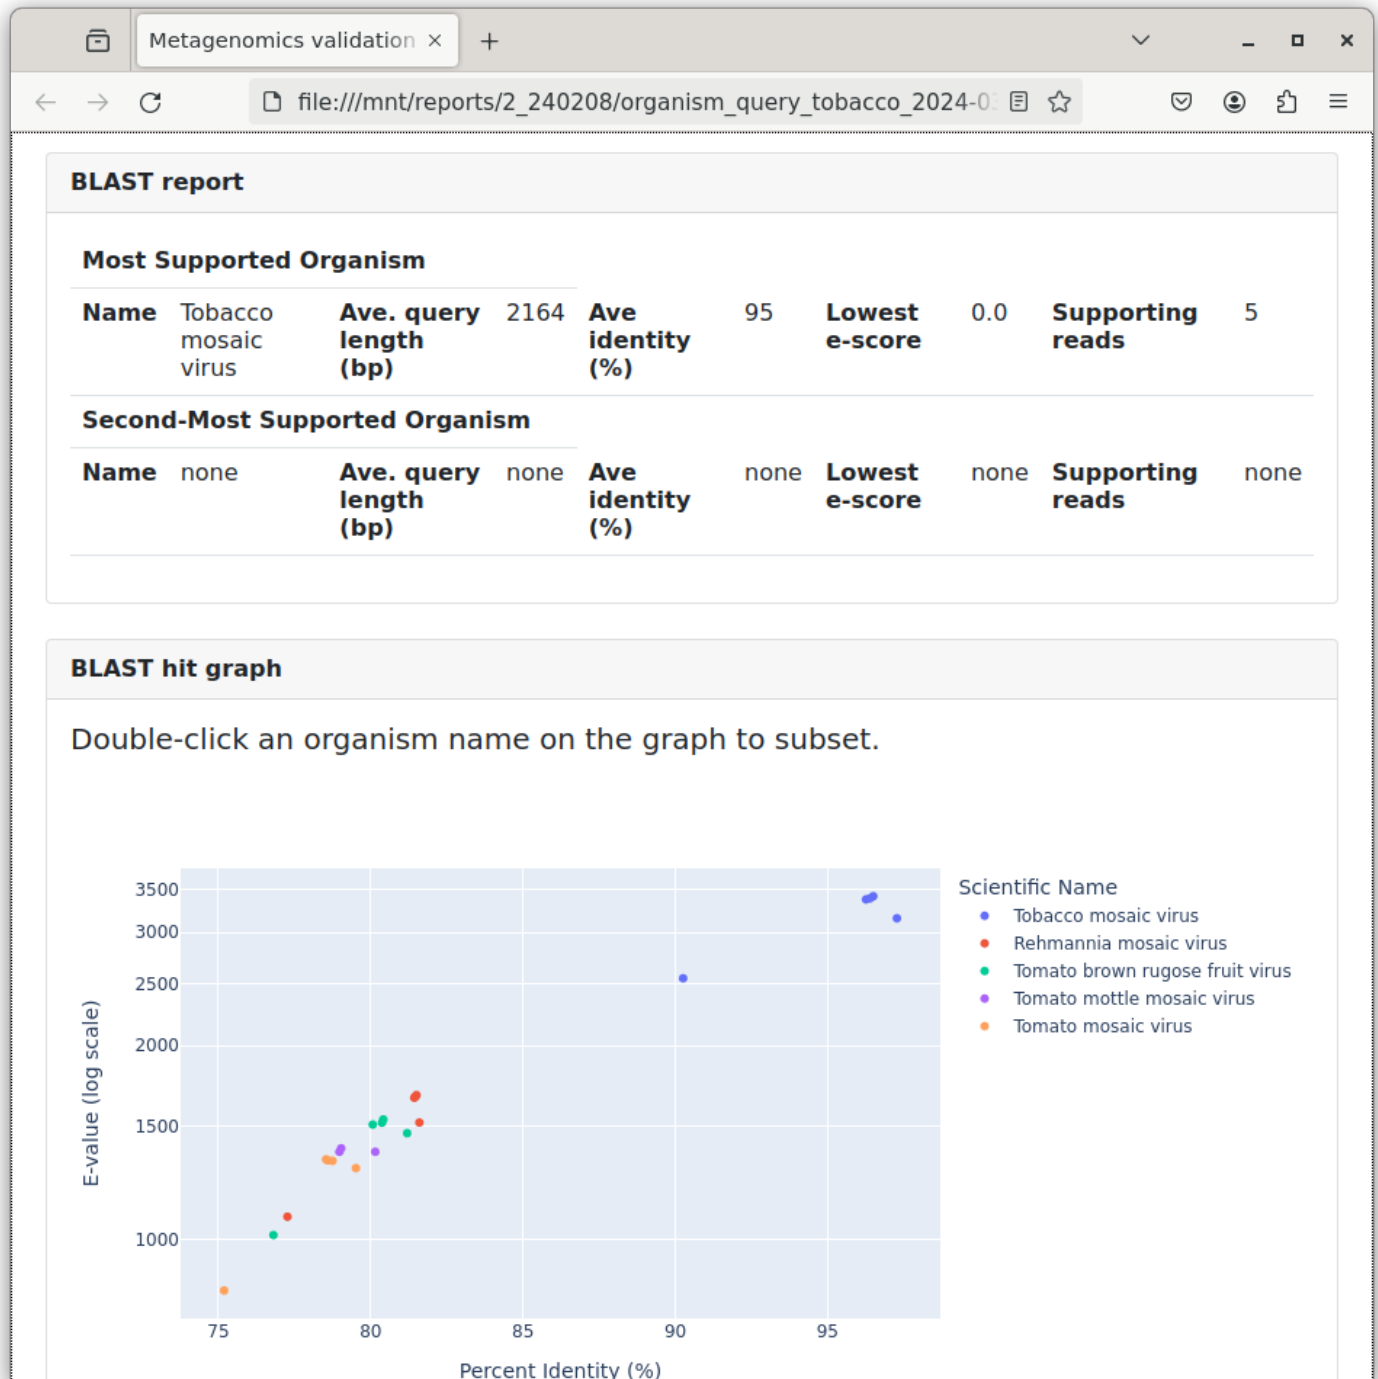 Metagenomics validation
file:///mnt/reports/2_240208/organism_query_tobacco_2024-0
BLAST report
Most Supported Organism
Name Tobacco mosaic virus Ave. query length (bp) 2164 Ave identity (%) 95 Lowest e-score 0.0 Supporting reads 5
Second-Most Supported Organism
Name none Ave. query length (bp) none Ave identity (%) none Lowest e-score none Supporting reads none
BLAST hit graph
Double-click an organism name on the graph to subset.
3500
3000
2500
2000
1500
1000
E-value (log scale)
75 80 85 90 95
Percent Identity (%)
Scientific Name
Tobacco mosaic virus
Rehmannia mosaic virus
Tomato brown rugose fruit virus
Tomato mottle mosaic virus
Tomato mosaic virus